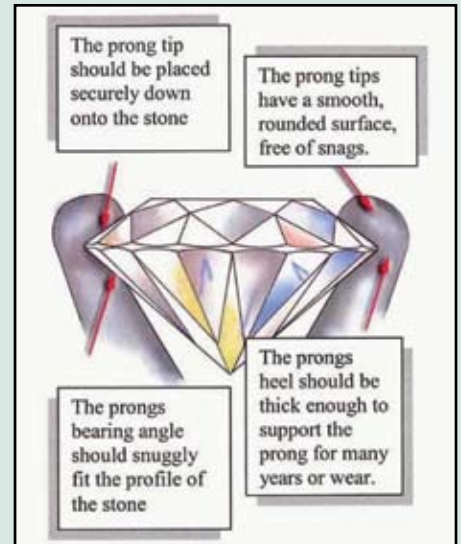 The prong tip
should be placed
securely down
onto the stone
The prong tips
have a smooth,
rounded surface,
free of snags.
The prongs
bearing angle
should snuggly
fit the profile of
the stone
The prongs
heel should be
thick enough to
support the
prong for many
years or wear.